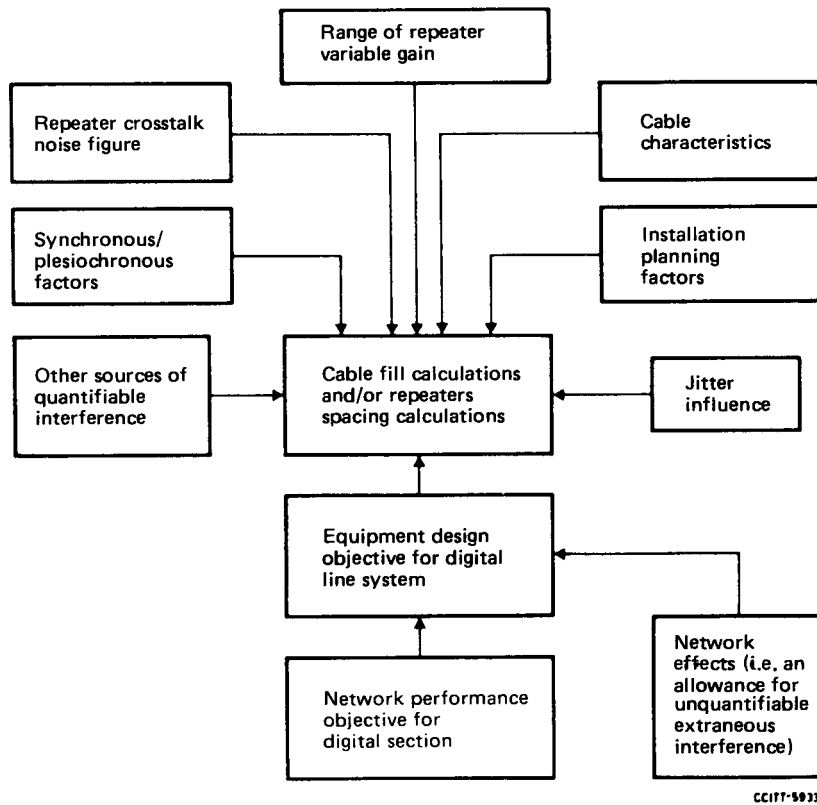 Range of repeater
variable gain
Repeater crosstalk
noise figure
Cable
characteristics
Synchronous/
plesiochronous
factors
Installation
planning
factors
Other sources of
quantifiable
interference
Cable fill calculations
and/or repeaters
spacing calculations
Jitter
influence
Equipment design
objective for digital
line system
Network performance
objective for
digital section
Network
effects (i.e. an
allowance for
unquantifiable
extraneous
interference)
CCITT-5933